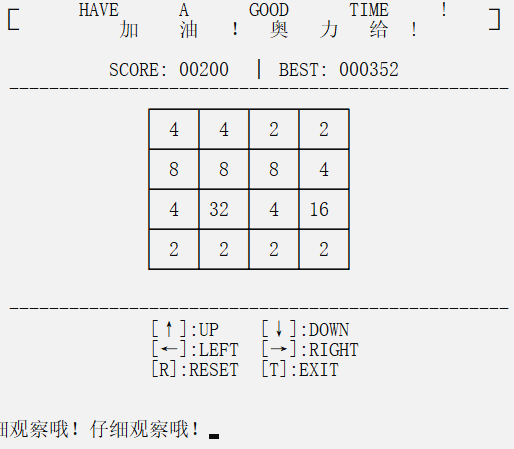 HAVE A GOOD TIME !
加 油 ! 奥 力 给 !
SCORE: 00200 | BEST: 000352
4 4 2 2
8 8 8 4
4 32 4 16
2 2 2 2
[↑]:UP [↓]:DOWN
[←]:LEFT [→]:RIGHT
[R]:RESET [T]:EXIT
细观察哦! 仔细观察哦!